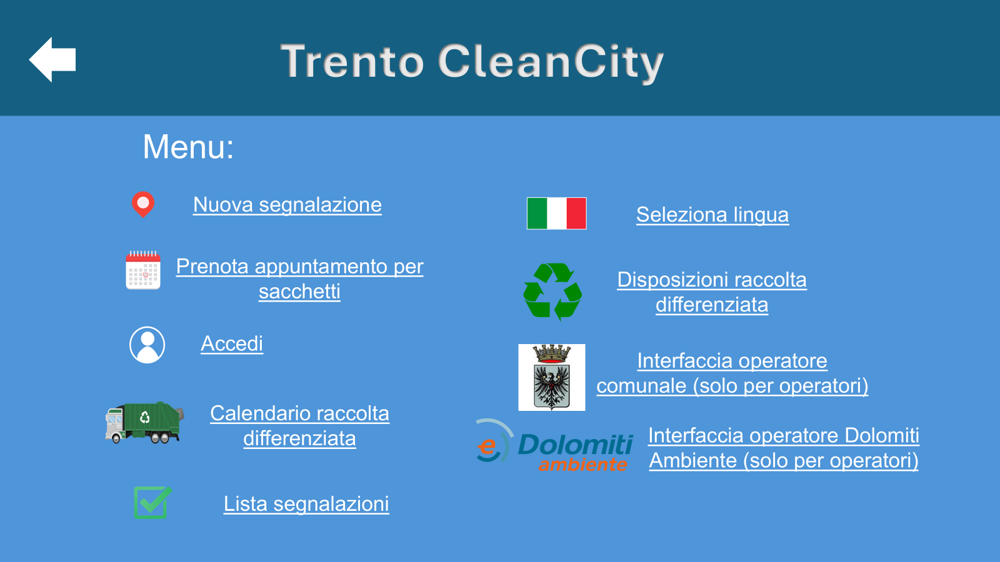 Trento CleanCity
Menu:
Nuova segnalazione
Prenota appuntamento per
sacchetti
Accedi
Calendario raccolta
differenziata
Lista segnalazioni
Seleziona lingua
Disposizioni raccolta
differenziata
Interfaccia operatore
comunale (solo per operatori)
e Dolomiti
ambiente
Interfaccia operatore Dolomiti
Ambiente (solo per operatori)